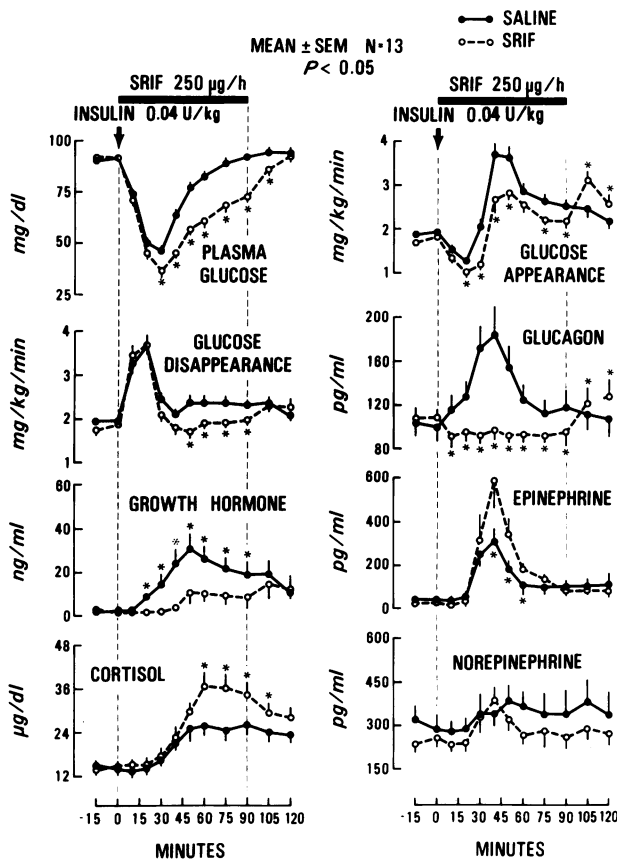 SALINE
SRIF
MEAN ± SEM N=13
P < 0.05
SRIF 250 µg/h
INSULIN 0.04 U/kg
100
75
50
25
mg/dl
PLASMA
GLUCOSE
*
*
*
*
*
*
*
4
3
2
1
mg/kg/min
GLUCOSE
DISAPPEARANCE
*
*
*
*
60
40
20
0
ng/ml
GROWTH HORMONE
*
*
*
*
*
*
*
48
36
24
12
µg/dl
CORTISOL
*
*
*
*
-15 0 15 30 45 60 75 90 105 120
MINUTES
SRIF 250 µg/h
INSULIN 0.04 U/kg
4
3
2
1
mg/kg/min
GLUCOSE
APPEARANCE
*
*
*
*
*
*
*
*
200
160
120
80
pg/ml
GLUCAGON
*
*
*
*
*
*
*
*
*
*
600
400
200
0
pg/ml
EPINEPHRINE
*
*
*
600
450
300
150
pg/ml
NOREPINEPHRINE
-15 0 15 30 45 60 75 90 105 120
MINUTES